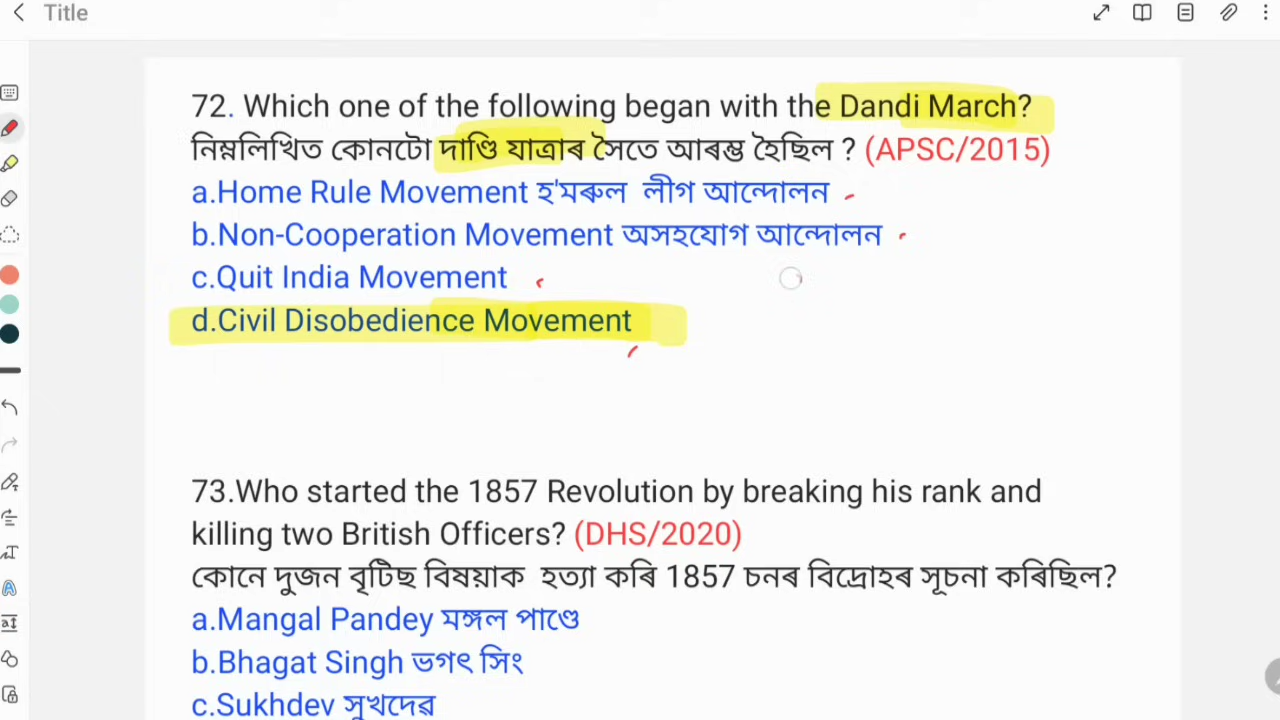 Title
72. Which one of the following began with the Dandi March?
নিম্নলিখিত কোনটো দাণ্ডি যাত্ৰাৰ সৈতে আৰম্ভ হৈছিল ? (APSC/2015)
a.Home Rule Movement হ'মৰুল লীগ আন্দোলন
b.Non-Cooperation Movement অসহযোগ আন্দোলন
c.Quit India Movement
d.Civil Disobedience Movement
73.Who started the 1857 Revolution by breaking his rank and
killing two British Officers? (DHS/2020)
কোনে দুজন বৃটিছ বিষয়াক হত্যা কৰি 1857 চনৰ বিদ্ৰোহৰ সূচনা কৰিছিল?
a.Mangal Pandey মঙ্গল পাণ্ডে
b.Bhagat Singh ভগৎ সিং
c.Sukhdev সুখদেৱ